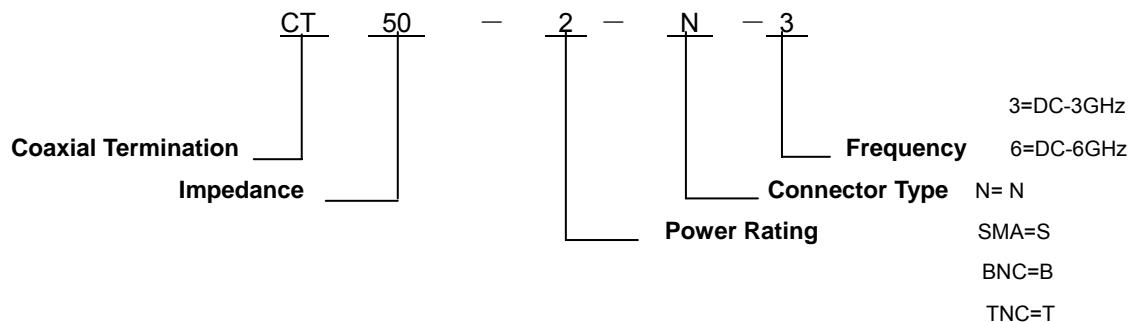 CT 50 — 2 — N — 3
3=DC-3GHz
Coaxial Termination Frequency 6=DC-6GHz
Impedance Connector Type N= N
Power Rating SMA=S
BNC=B
TNC=T